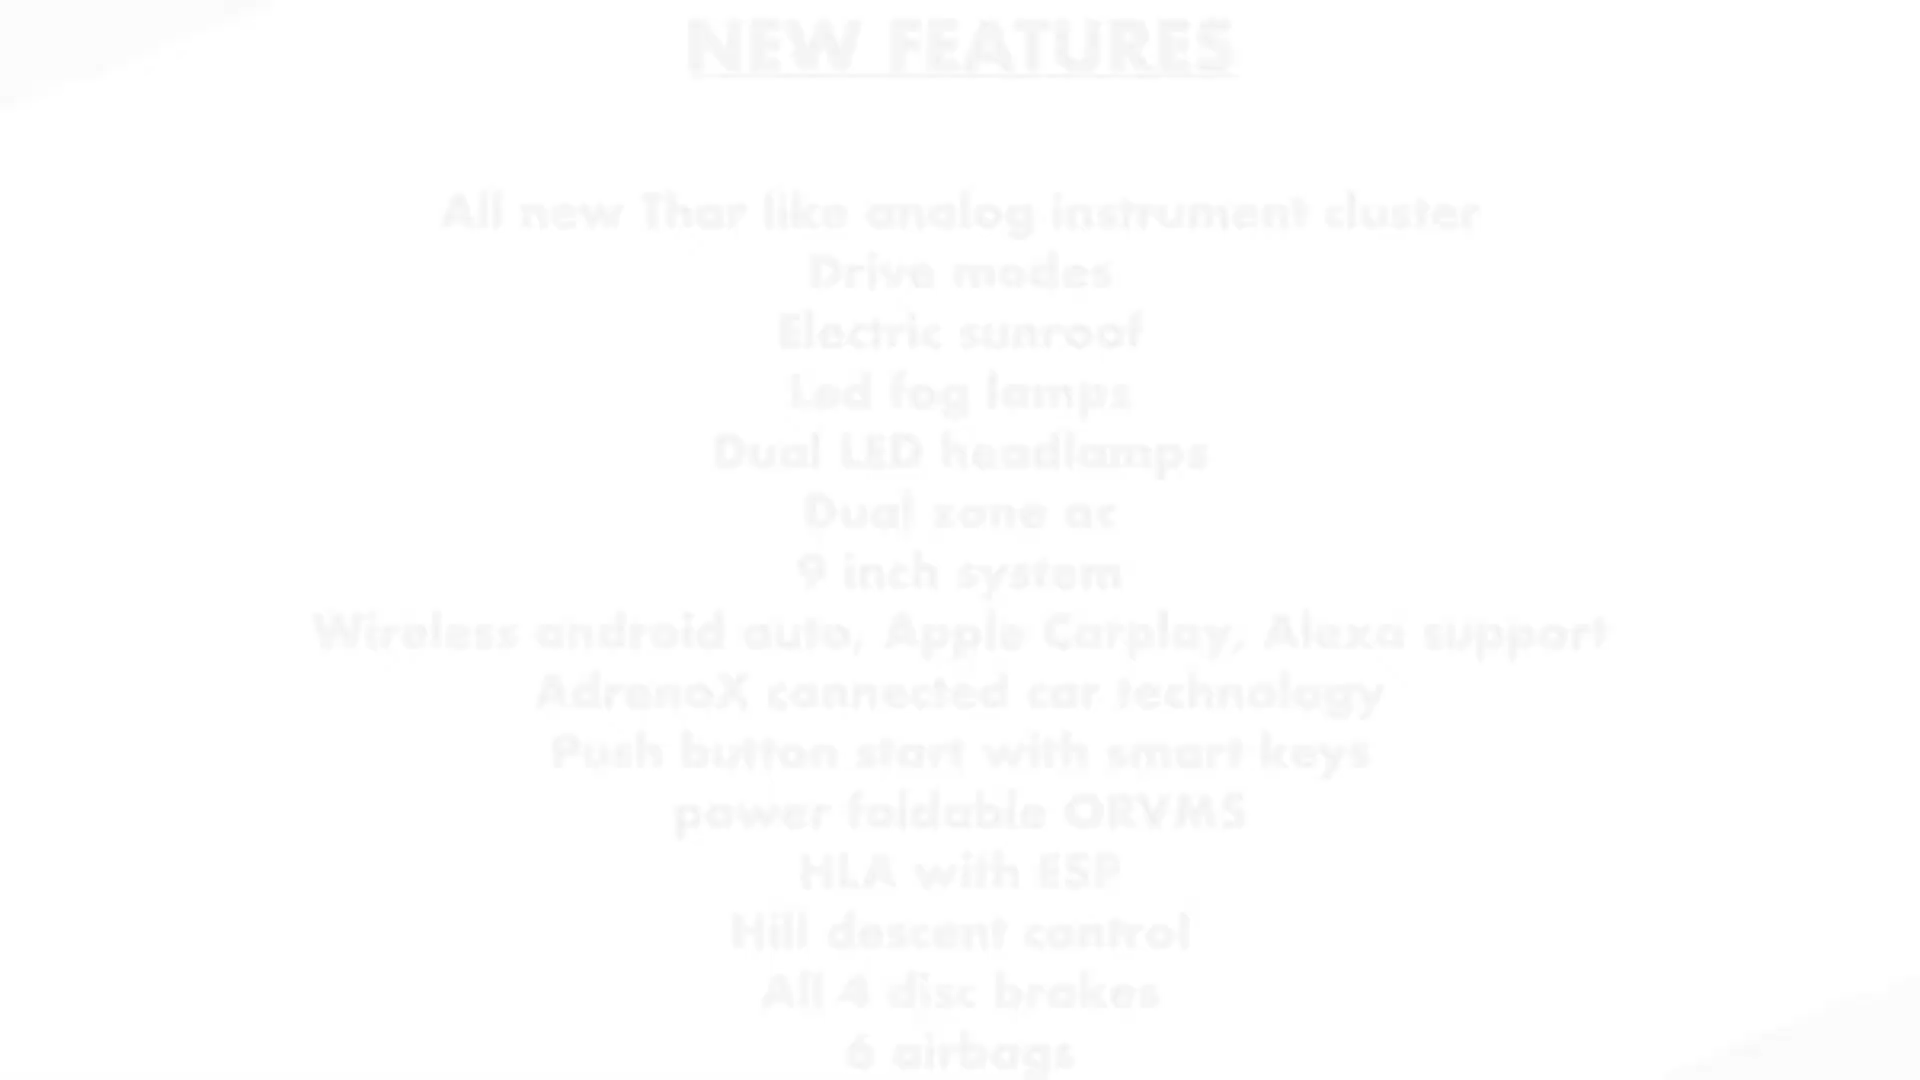 NEW FEATURES
All new Thar like analog instrument cluster
Drive modes
Electric sunroof
Led fog lamps
Dual LED headlamps
Dual zone ac
9 inch system
Wireless android auto, Apple Carplay, Alexa support
AdrenoX connected car technology
Push button start with smart keys
power foldable ORVMS
HLA with ESP
Hill descent control
All 4 disc brakes
6 airbags